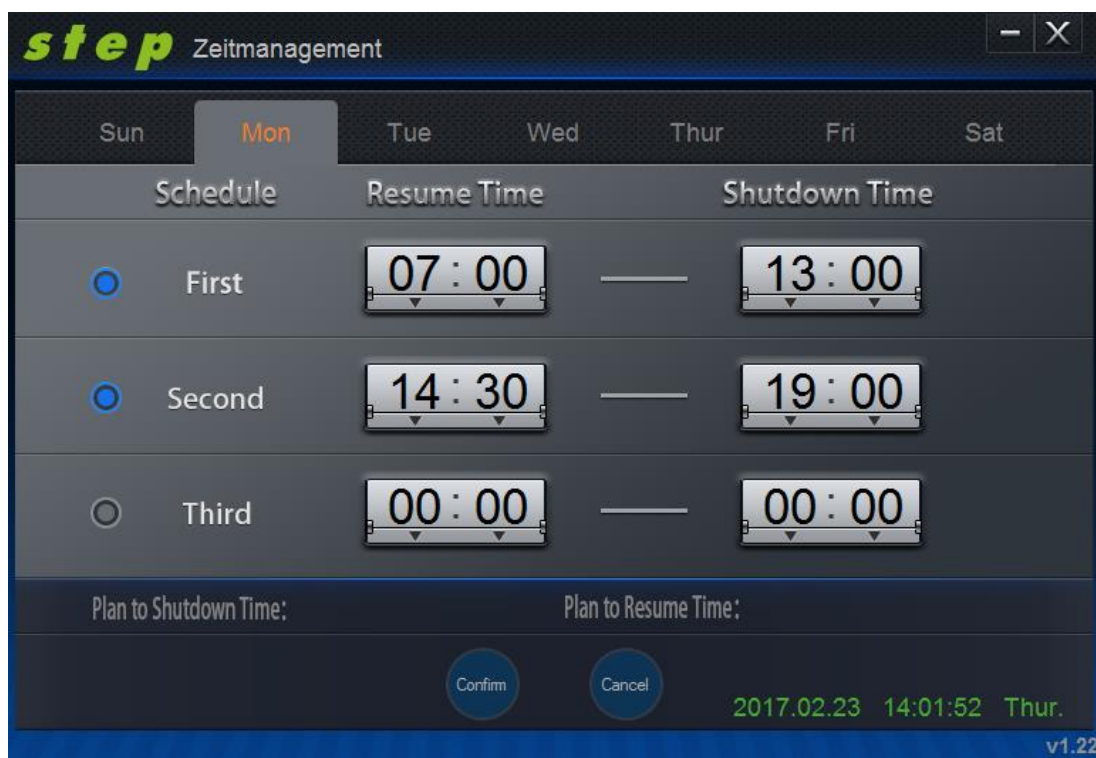 step Zeitmanagement
Sun Mon Tue Wed Thur Fri Sat
Schedule Resume Time Shutdown Time
First 07:00 13:00
Second 14:30 19:00
Third 00:00 00:00
Plan to Shutdown Time: Plan to Resume Time:
Confirm Cancel
2017.02.23 14:01:52 Thur.
v1.22